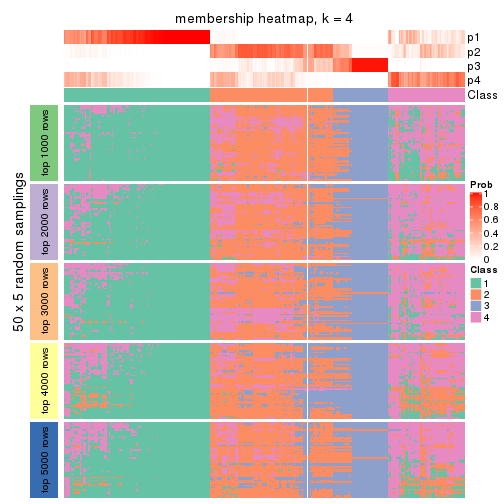 membership heatmap, k = 4
p1
p2
p3
p4
Class
50 x 5 random samplings
top 1000 rows
top 2000 rows
top 3000 rows
top 4000 rows
top 5000 rows
Prob
1
0.8
0.6
0.4
0.2
0
Class
1
2
3
4